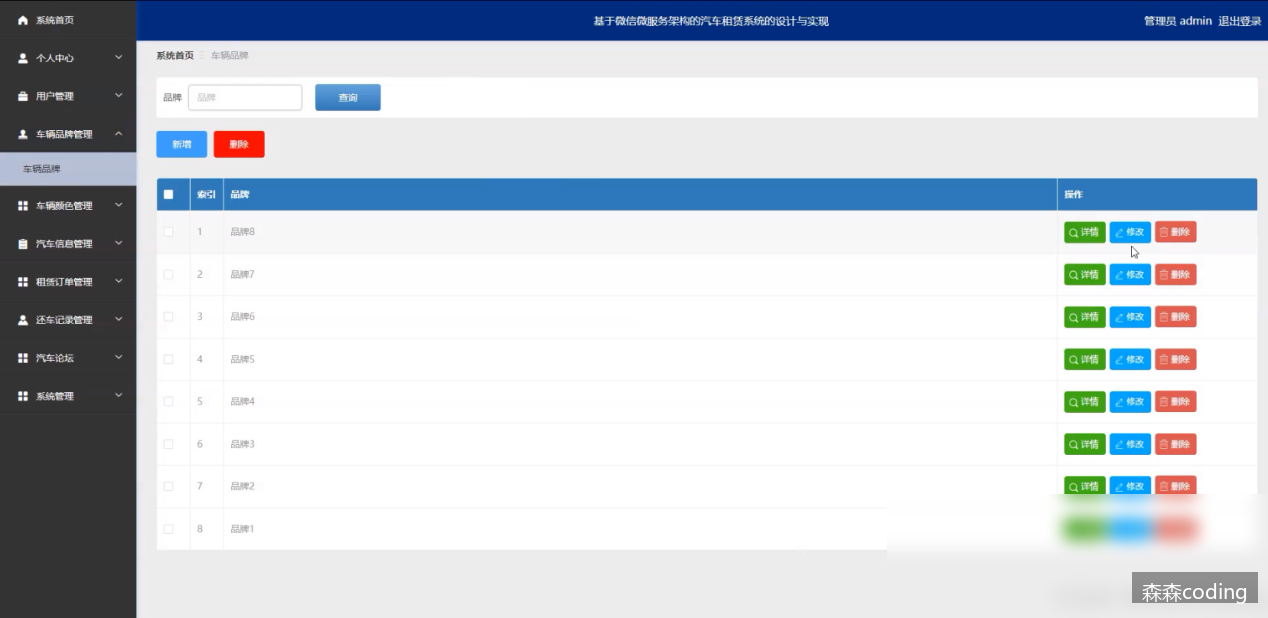 系统首页
基于微信微服务架构的汽车租赁系统的设计与实现
管理员 admin 退出登录
个人中心
用户管理
车辆品牌管理
车辆品牌
车辆颜色管理
汽车信息管理
租赁订单管理
还车记录管理
汽车论坛
系统管理
系统首页 车辆品牌
品牌 品牌 查询
新增 删除
索引 品牌 操作
1 品牌8 详情 修改 删除
2 品牌7 详情 修改 删除
3 品牌6 详情 修改 删除
4 品牌5 详情 修改 删除
5 品牌4 详情 修改 删除
6 品牌3 详情 修改 删除
7 品牌2 详情 修改 删除
8 品牌1
森森coding